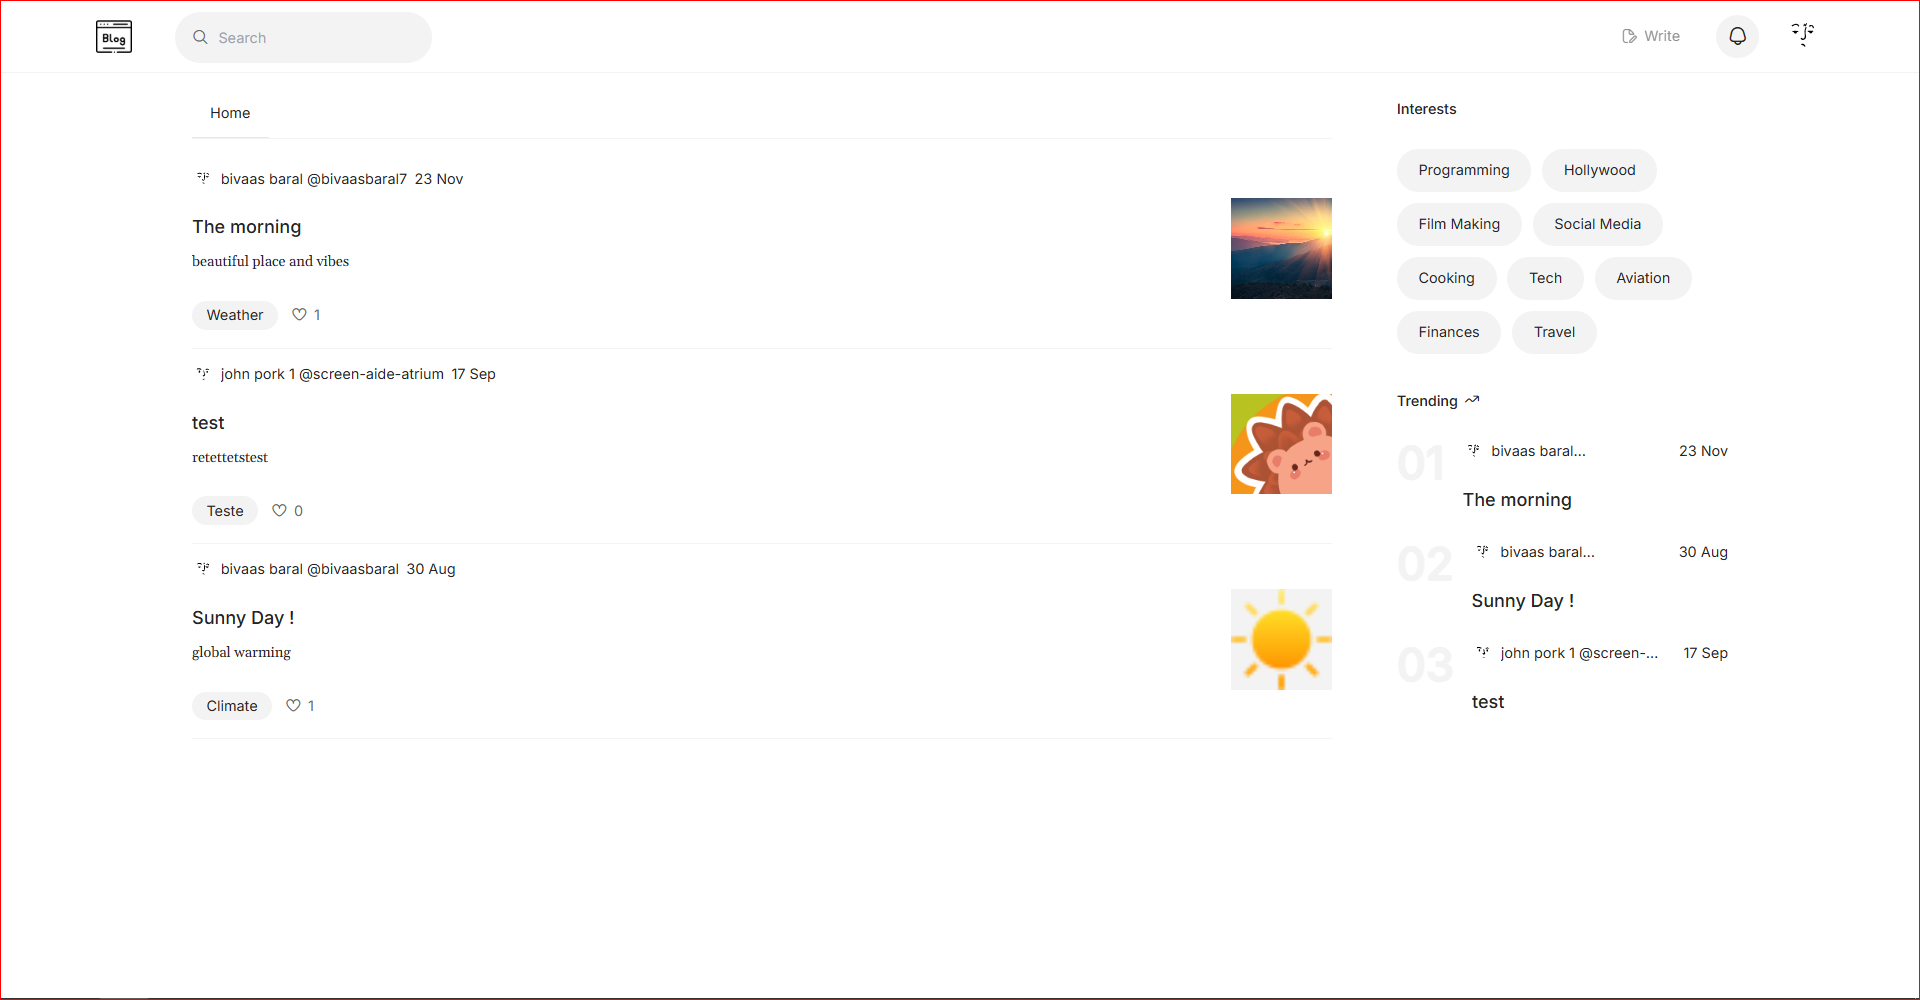 Blog
Search
Write
Home
bivaas baral @bivaasbaral7 23 Nov
The morning
beautiful place and vibes
Weather 1
john pork 1 @screen-aide-atrium 17 Sep
test
retettetstest
Teste 0
bivaas baral @bivaasbaral 30 Aug
Sunny Day !
global warming
Climate 1
Interests
Programming Hollywood
Film Making Social Media
Cooking Tech Aviation
Finances Travel
Trending
01 bivaas baral... 23 Nov
The morning
02 bivaas baral... 30 Aug
Sunny Day !
03 john pork 1 @screen-... 17 Sep
test